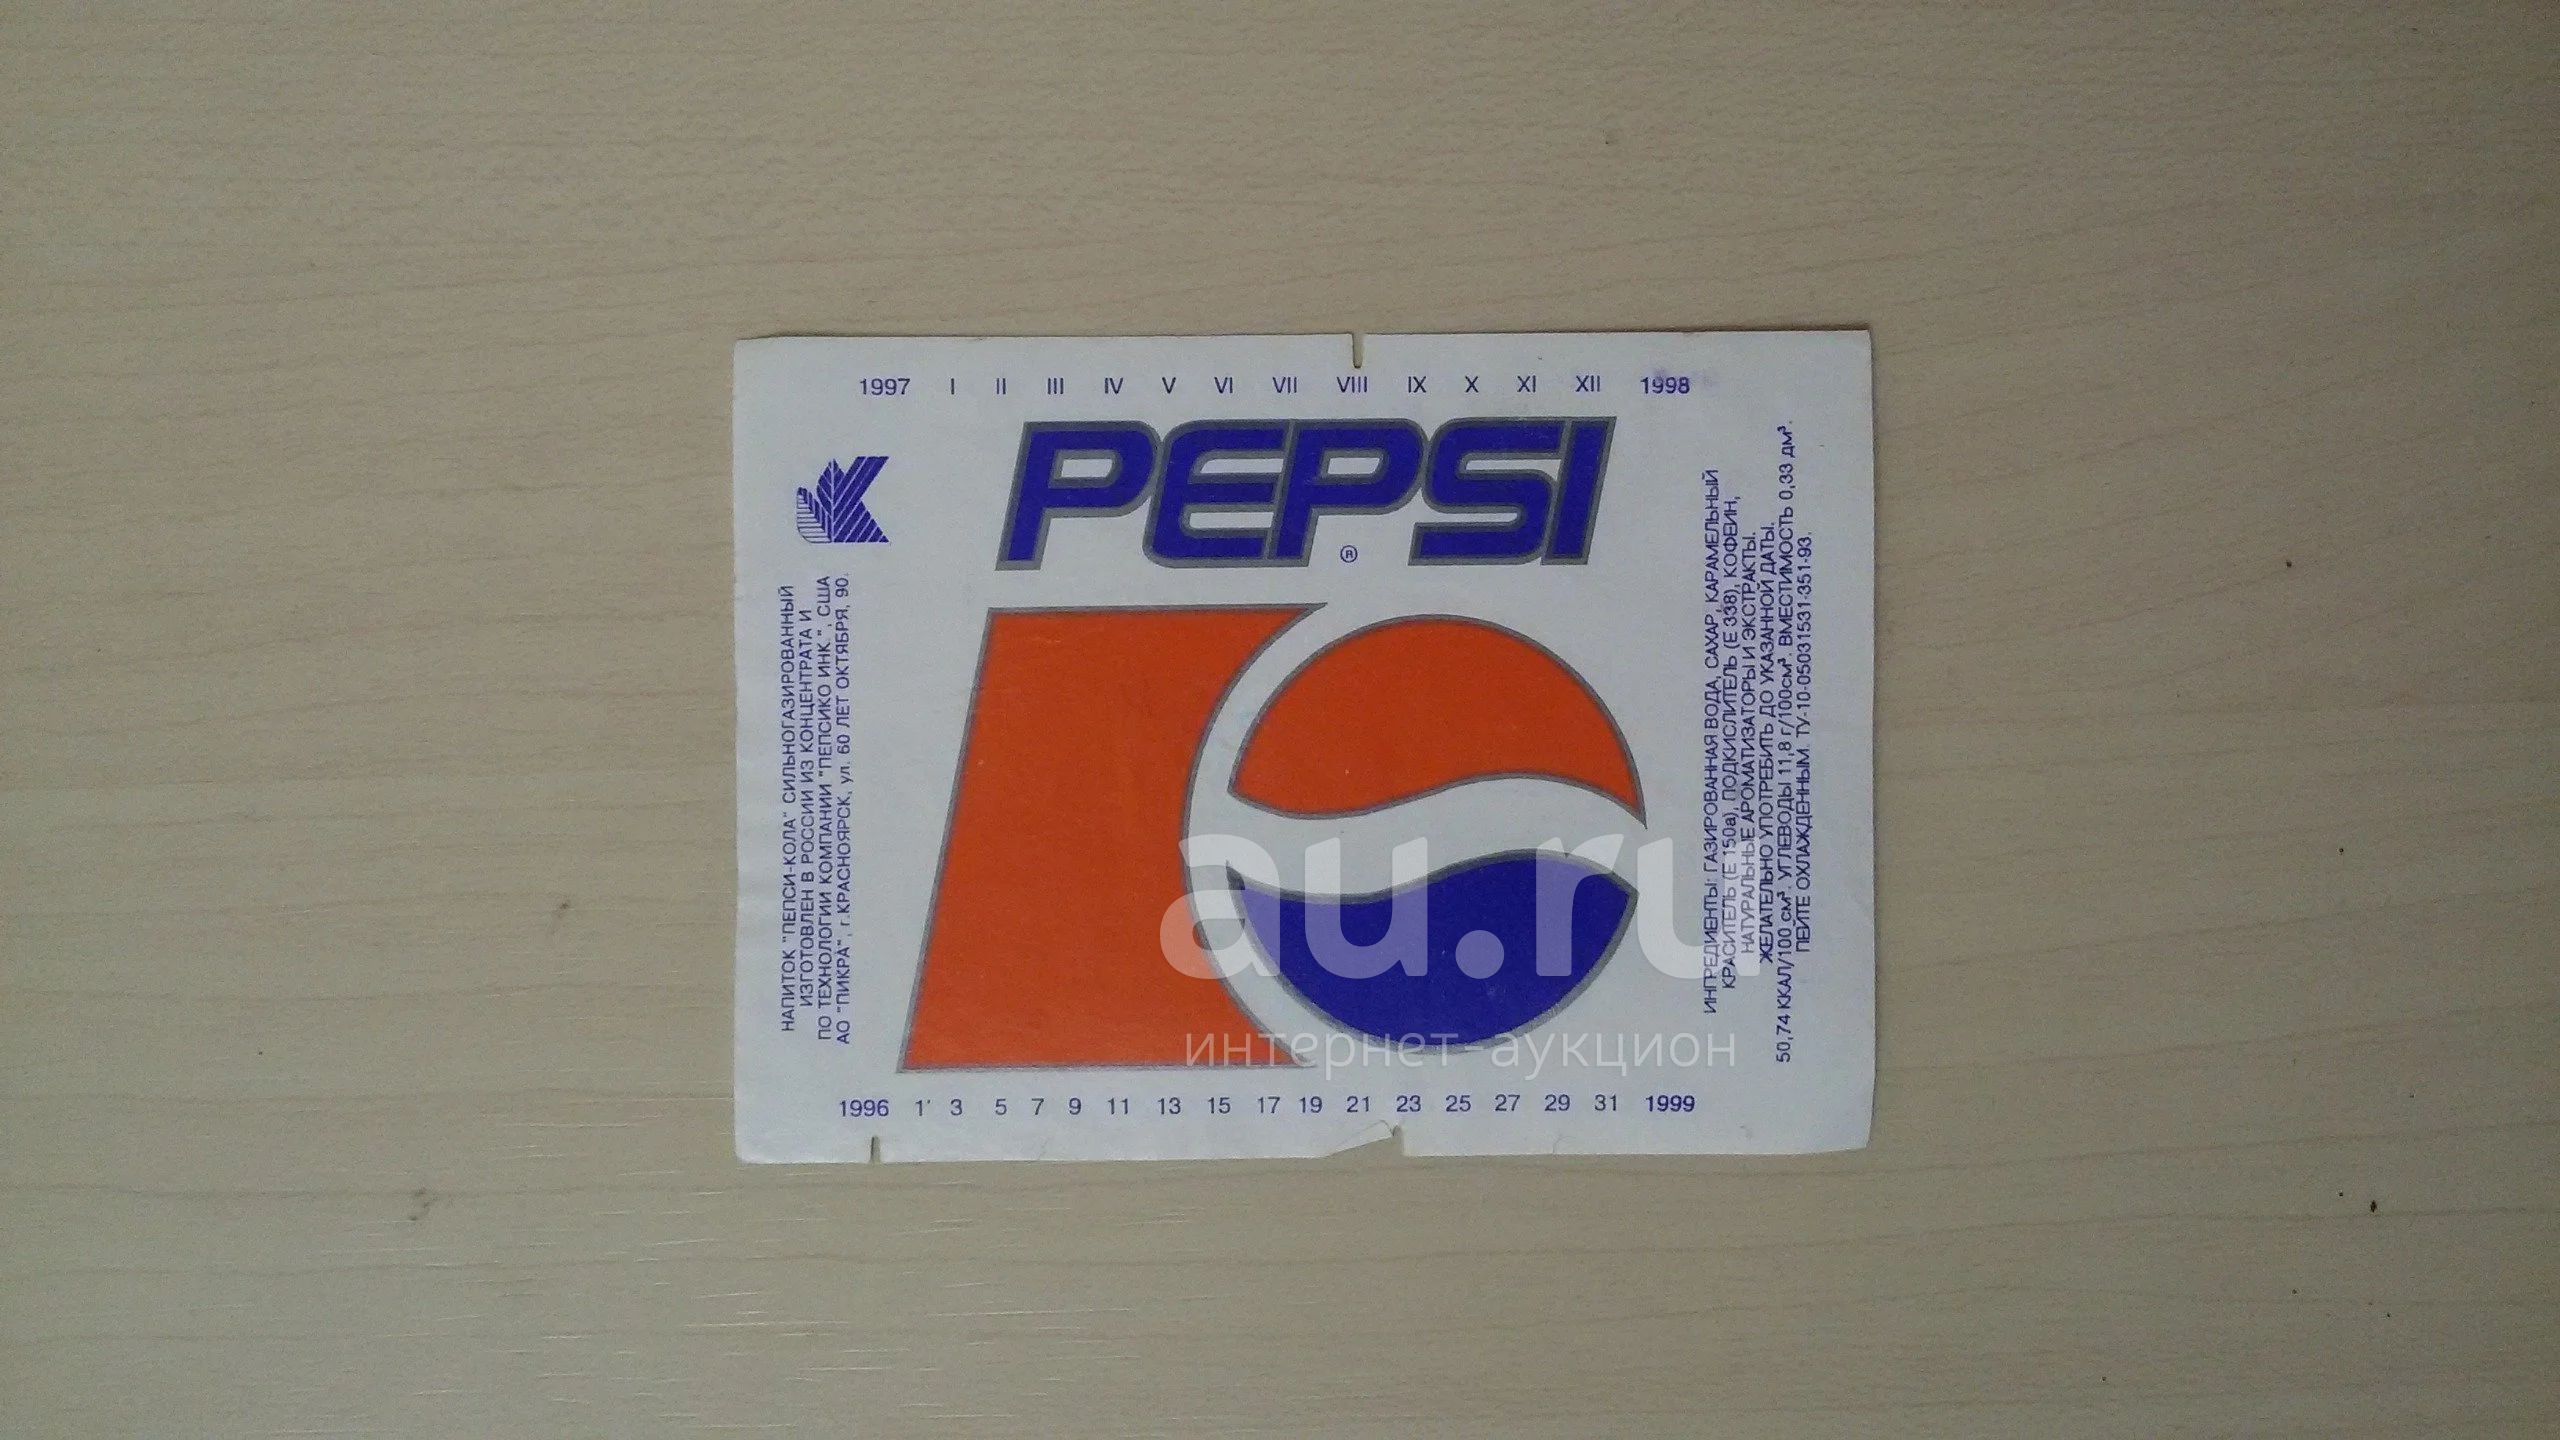 1997 I II III IV V VI VII VIII IX X XI XII 1998
PEPSI
®
НАПИТОК "ПЕПСИ-КОЛА" СИЛЬНОГАЗИРОВАННЫЙ
ИЗГОТОВЛЕН В РОССИИ ИЗ КОНЦЕНТРАТА И
ПО ТЕХНОЛОГИИ КОМПАНИИ "ПЕПСИКО ИНК.", США
АО "ПИКРА", г.КРАСНОЯРСК, ул. 60 ЛЕТ ОКТЯБРЯ, 90.
ИНГРЕДИЕНТЫ: ГАЗИРОВАННАЯ ВОДА, САХАР, КАРАМЕЛЬНЫЙ
КРАСИТЕЛЬ (Е 150а), ПОДКИСЛИТЕЛЬ (Е 338), КОФЕИН,
НАТУРАЛЬНЫЕ АРОМАТИЗАТОРЫ И ЭКСТРАКТЫ.
ЖЕЛАТЕЛЬНО УПОТРЕБИТЬ ДО УКАЗАННОЙ ДАТЫ.
50,74 ККАЛ/100 см³. УГЛЕВОДЫ 11,8 г/100см³. ВМЕСТИМОСТЬ 0,33 дм³.
ПЕЙТЕ ОХЛАЖДЕННЫМ. ТУ-10-5031531-351-93.
1996 1' 3 5 7 9 11 13 15 17 19 21 23 25 27 29 31 1999
au.ru
интернет-аукцион